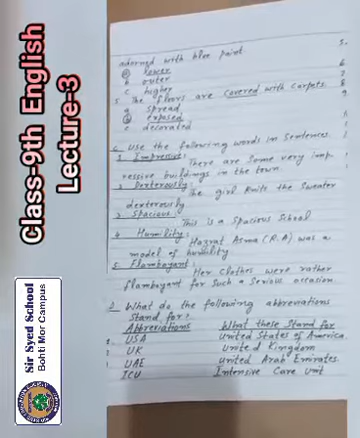 Class-9th English
Lecture-3
Sir Syed School
Bohti Mor Campus
adorned with blue paint.
a lower
b. outer
c higher
5. The floors are covered with carpets.
a spread
b exposed
c decorated
C. Use the following words in sentences.
1 Impressive:
There are Some very imp
ressive buildings in the town
2 Dexterously:
The girl knits the Sweater
dexterously
3 Spacious
This is a Spacious School
4 Humility:
Hazrat Asma (R.A) was a
model of humility
5 Flamboyant:
Her clothes were rather
flamboyant for Such a Serious occasion
D. What do the following abbreviations
Stand for?
Abbreviations What these Stand for
USA United States of America.
UK United Kingdom
UAE United Arab Emirates.
ICU Intensive Care Unit